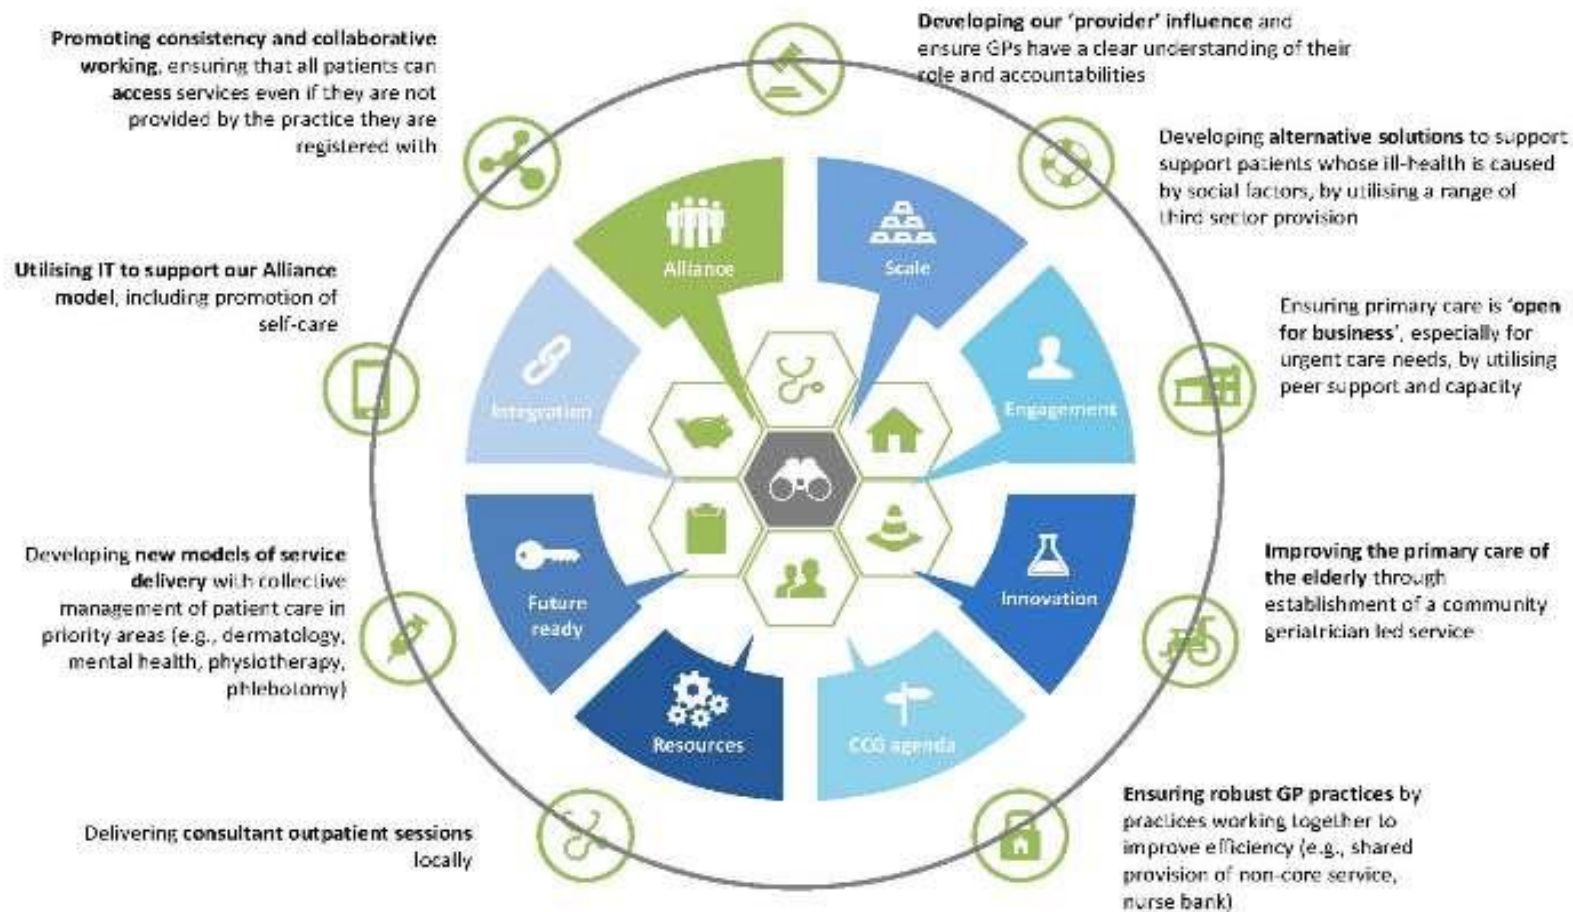 Promoting consistency and collaborative
working, ensuring that all patients can
access services even if they are not
provided by the practice they are
registered with
Developing our 'provider' influence and
ensure GPs have a clear understanding of their
role and accountabilities
Developing alternative solutions to support
support patients whose ill-health is caused
by social factors, by utilising a range of
third sector provision
Utilising IT to support our Alliance
model, including promotion of
self-care
Ensuring primary care is 'open
for business', especially for
urgent care needs, by utilising
peer support and capacity
Alliance
Scale
Integration
Engagement
Future
ready
Innovation
Resources
CCG agenda
Developing new models of service
delivery with collective
management of patient care in
priority areas (e.g., dermatology,
mental health, physiotherapy,
phlebotomy)
Improving the primary care of
the elderly through
establishment of a community
geriatrician led service
Delivering consultant outpatient sessions
locally
Ensuring robust GP practices by
practices working together to
improve efficiency (e.g., shared
provision of non-core service,
nurse bank)